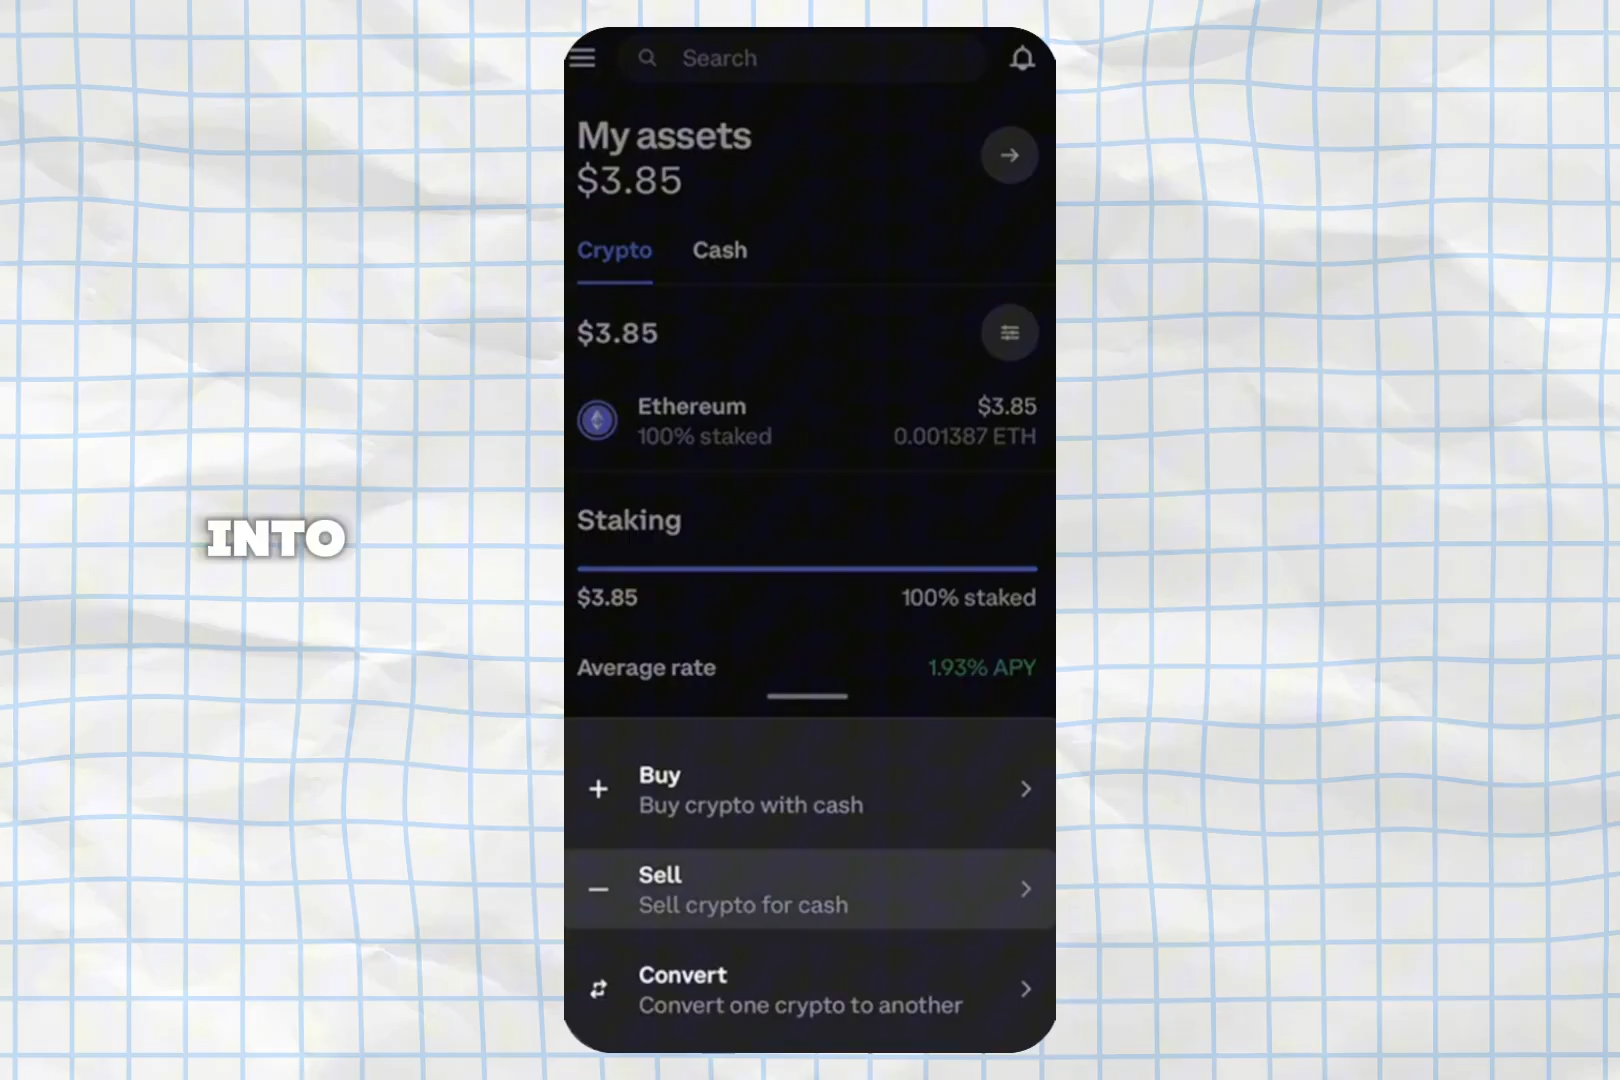 Search
My assets
$3.85
Crypto Cash
$3.85
Ethereum $3.85
100% staked 0.001387 ETH
INTO
Staking
$3.85 100% staked
Average rate 1.93% APY
Buy
Buy crypto with cash
Sell
Sell crypto for cash
Convert
Convert one crypto to another